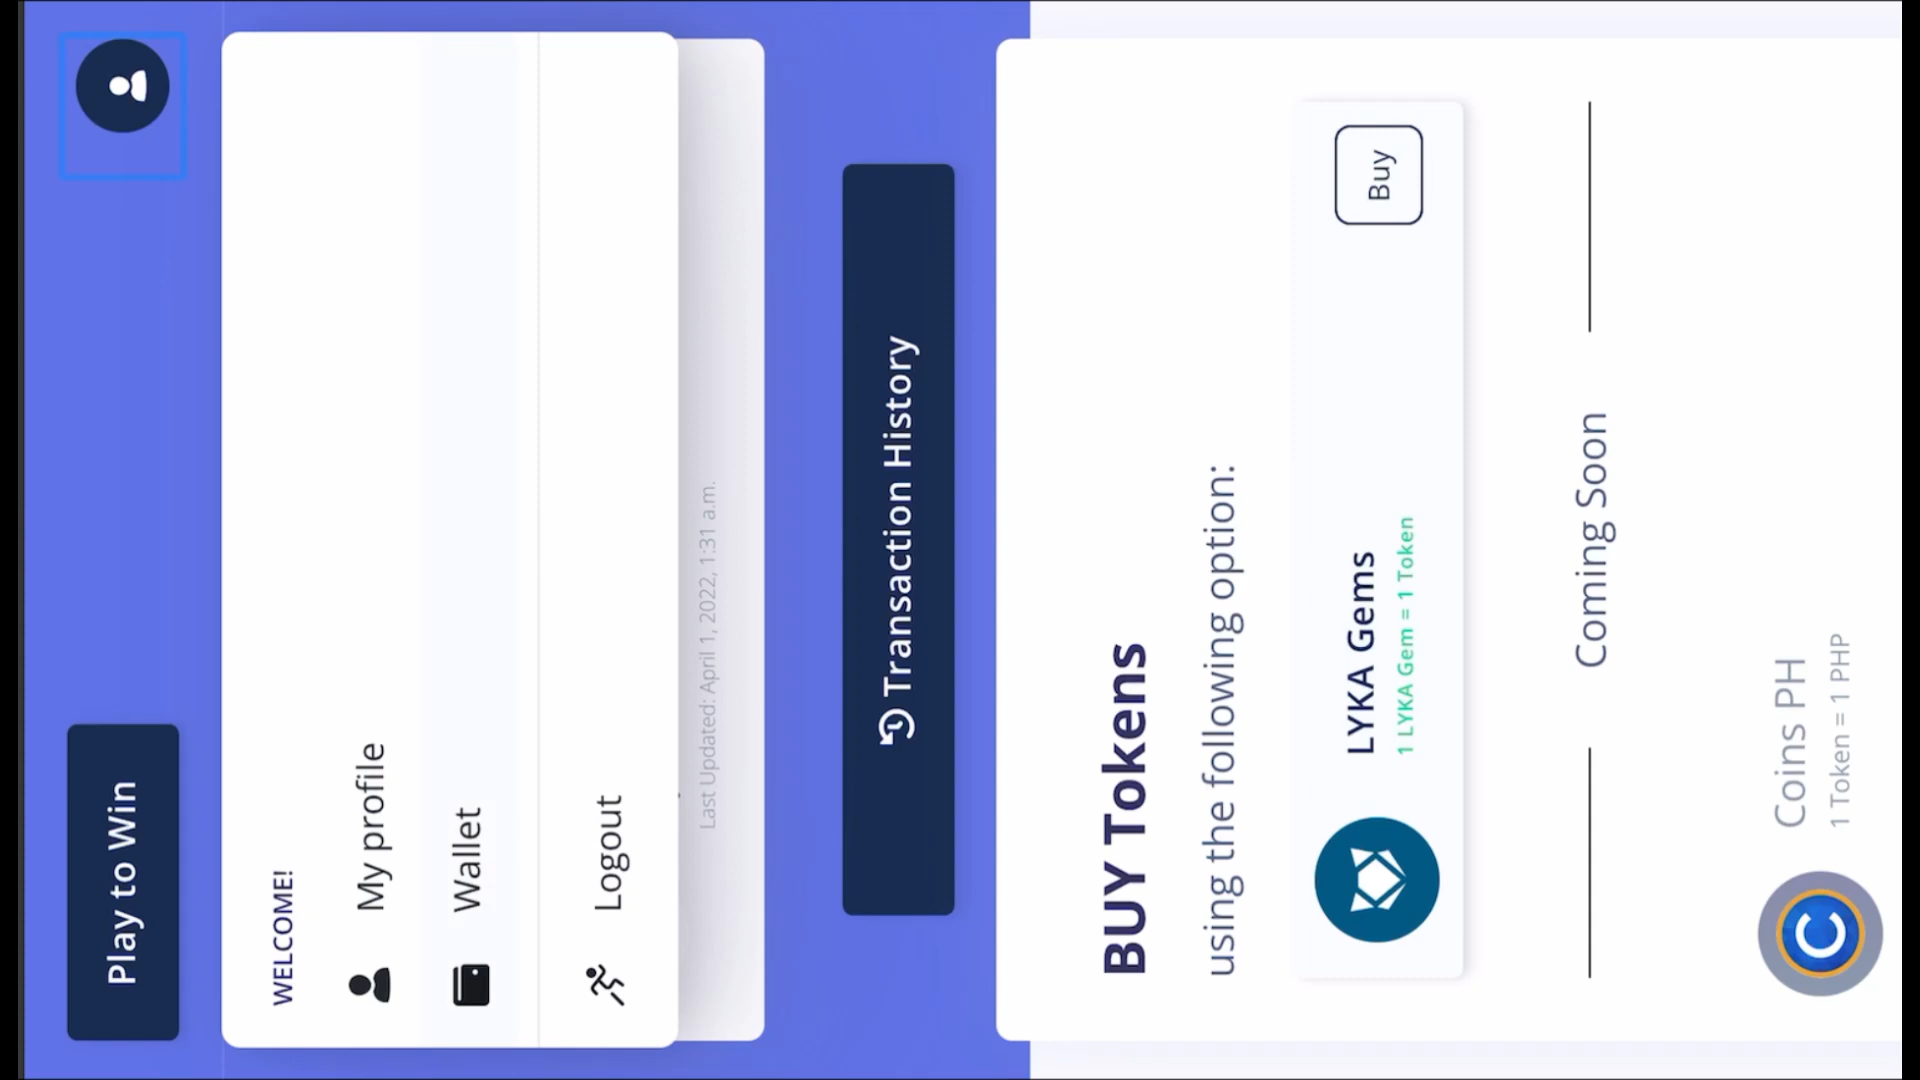 Play to Win
WELCOME!
My profile
Wallet
Logout
Last Updated: April 1, 2022, 1:31 a.m.
Transaction History
BUY Tokens
using the following option:
LYKA Gems
1 LYKA Gem = 1 Token
Buy
Coming Soon
Coins PH
1 Token = 1 PHP